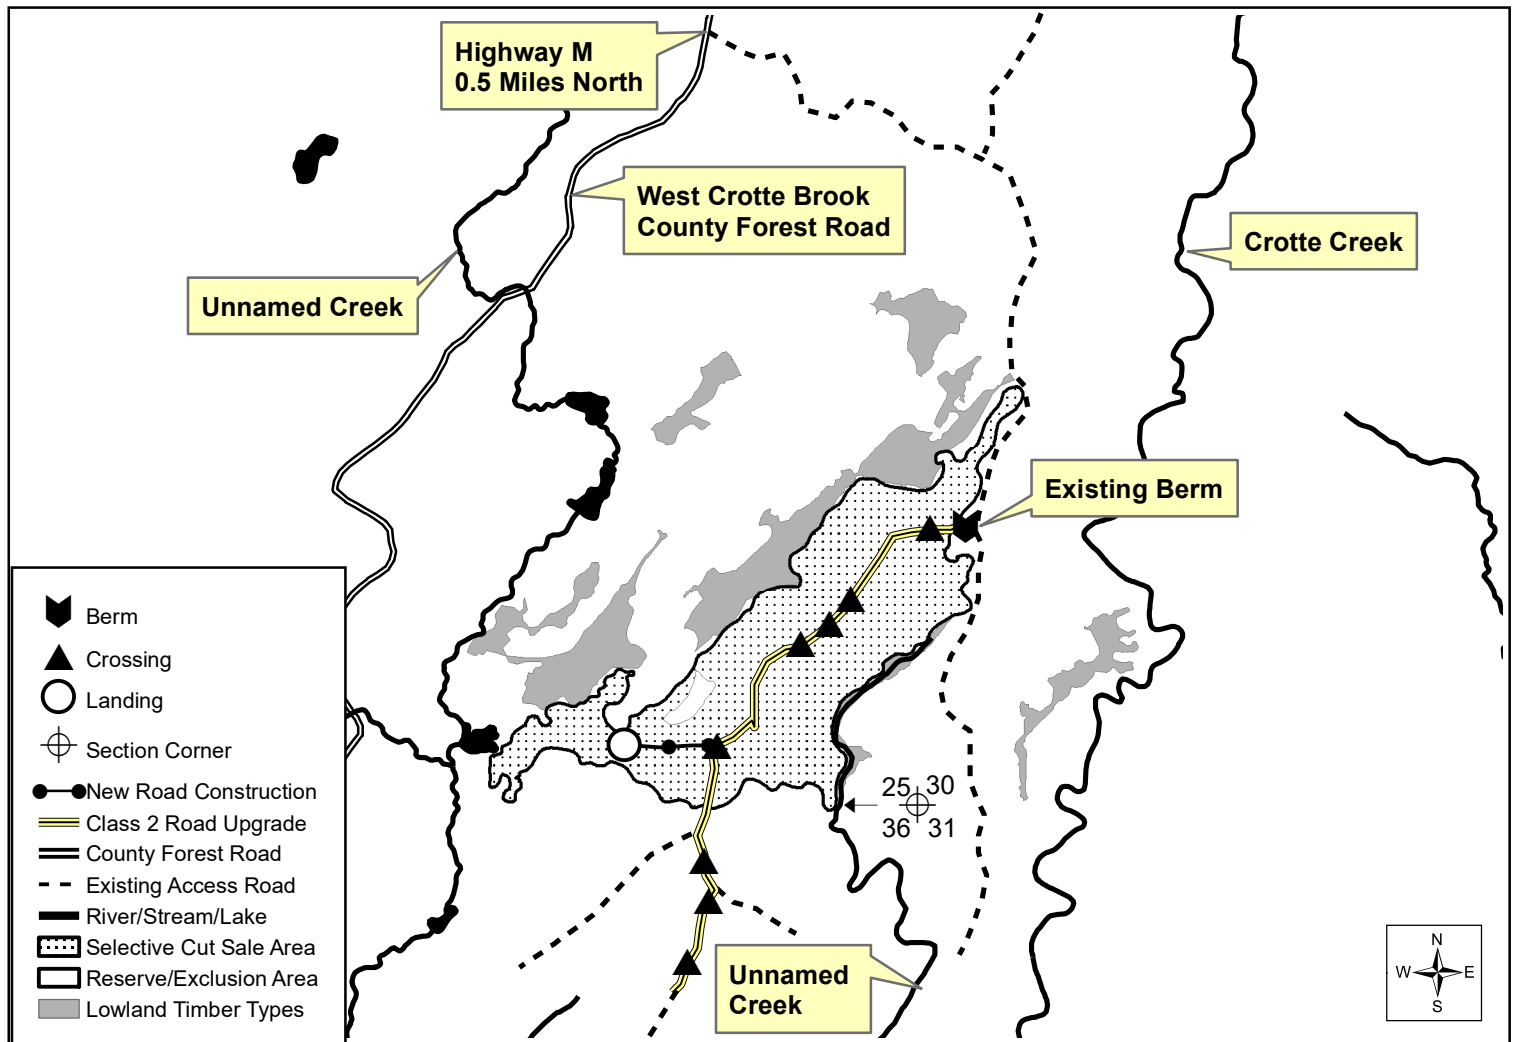 Highway M
0.5 Miles North
West Crotte Brook
County Forest Road
Crotte Creek
Unnamed Creek
Existing Berm
Berm
Crossing
Landing
Section Corner
New Road Construction
Class 2 Road Upgrade
County Forest Road
Existing Access Road
River/Stream/Lake
Selective Cut Sale Area
Reserve/Exclusion Area
Lowland Timber Types
25 30
36 31
Unnamed
Creek
N
W E
S